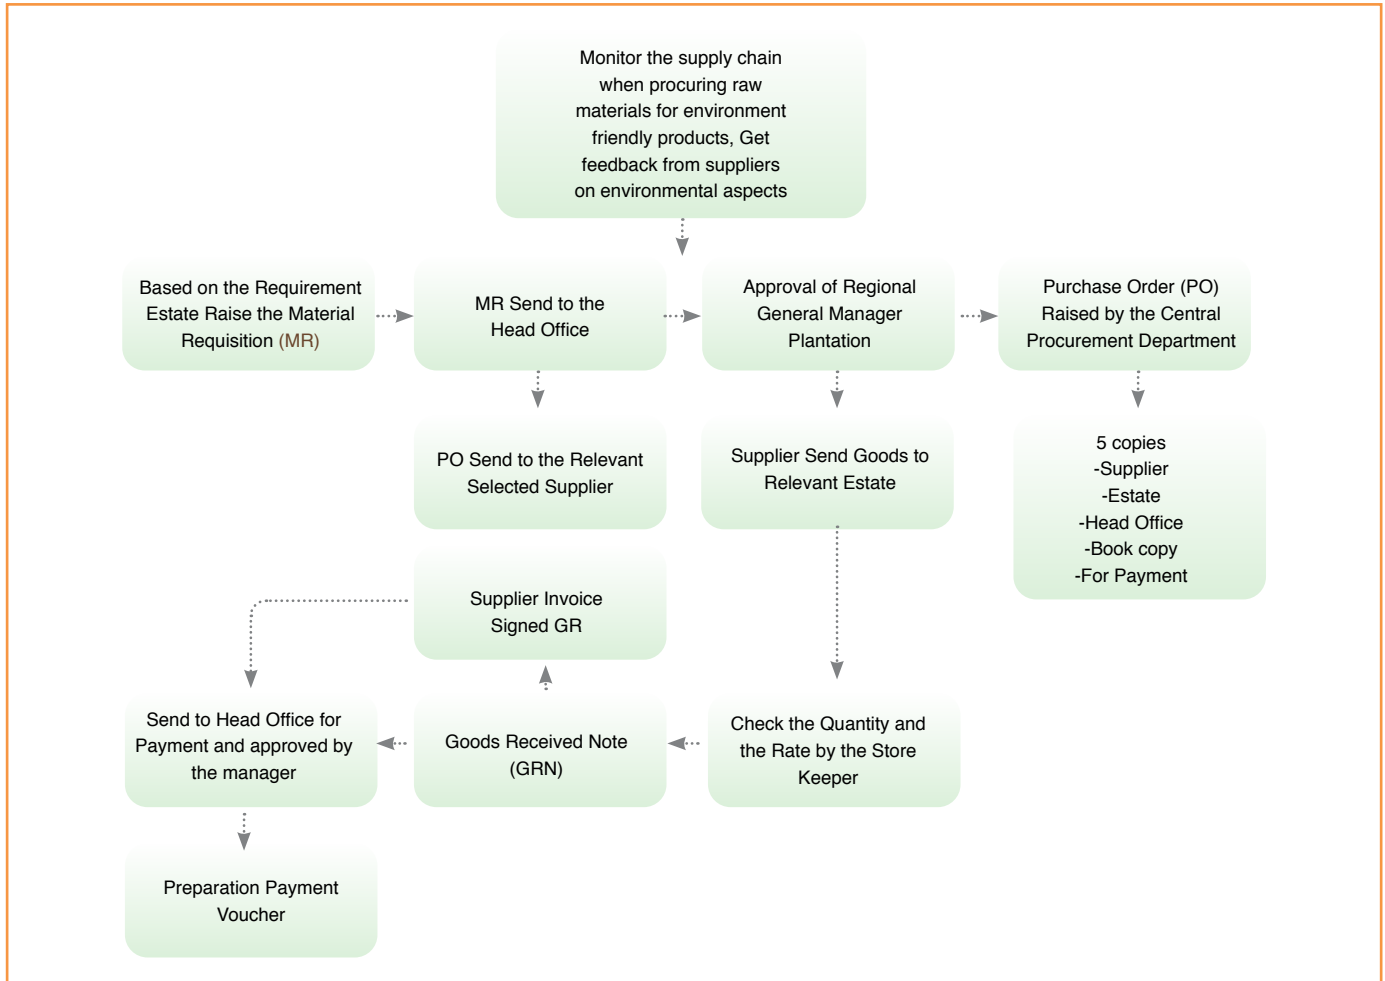 Monitor the supply chain
when procuring raw
materials for environment
friendly products, Get
feedback from suppliers
on environmental aspects
Based on the Requirement
Estate Raise the Material
Requisition (MR)
MR Send to the
Head Office
Approval of Regional
General Manager
Plantation
Purchase Order (PO)
Raised by the Central
Procurement Department
PO Send to the Relevant
Selected Supplier
Supplier Send Goods to
Relevant Estate
5 copies
-Supplier
-Estate
-Head Office
-Book copy
-For Payment
Supplier Invoice
Signed GR
Send to Head Office for
Payment and approved by
the manager
Goods Received Note
(GRN)
Check the Quantity and
the Rate by the Store
Keeper
Preparation Payment
Voucher